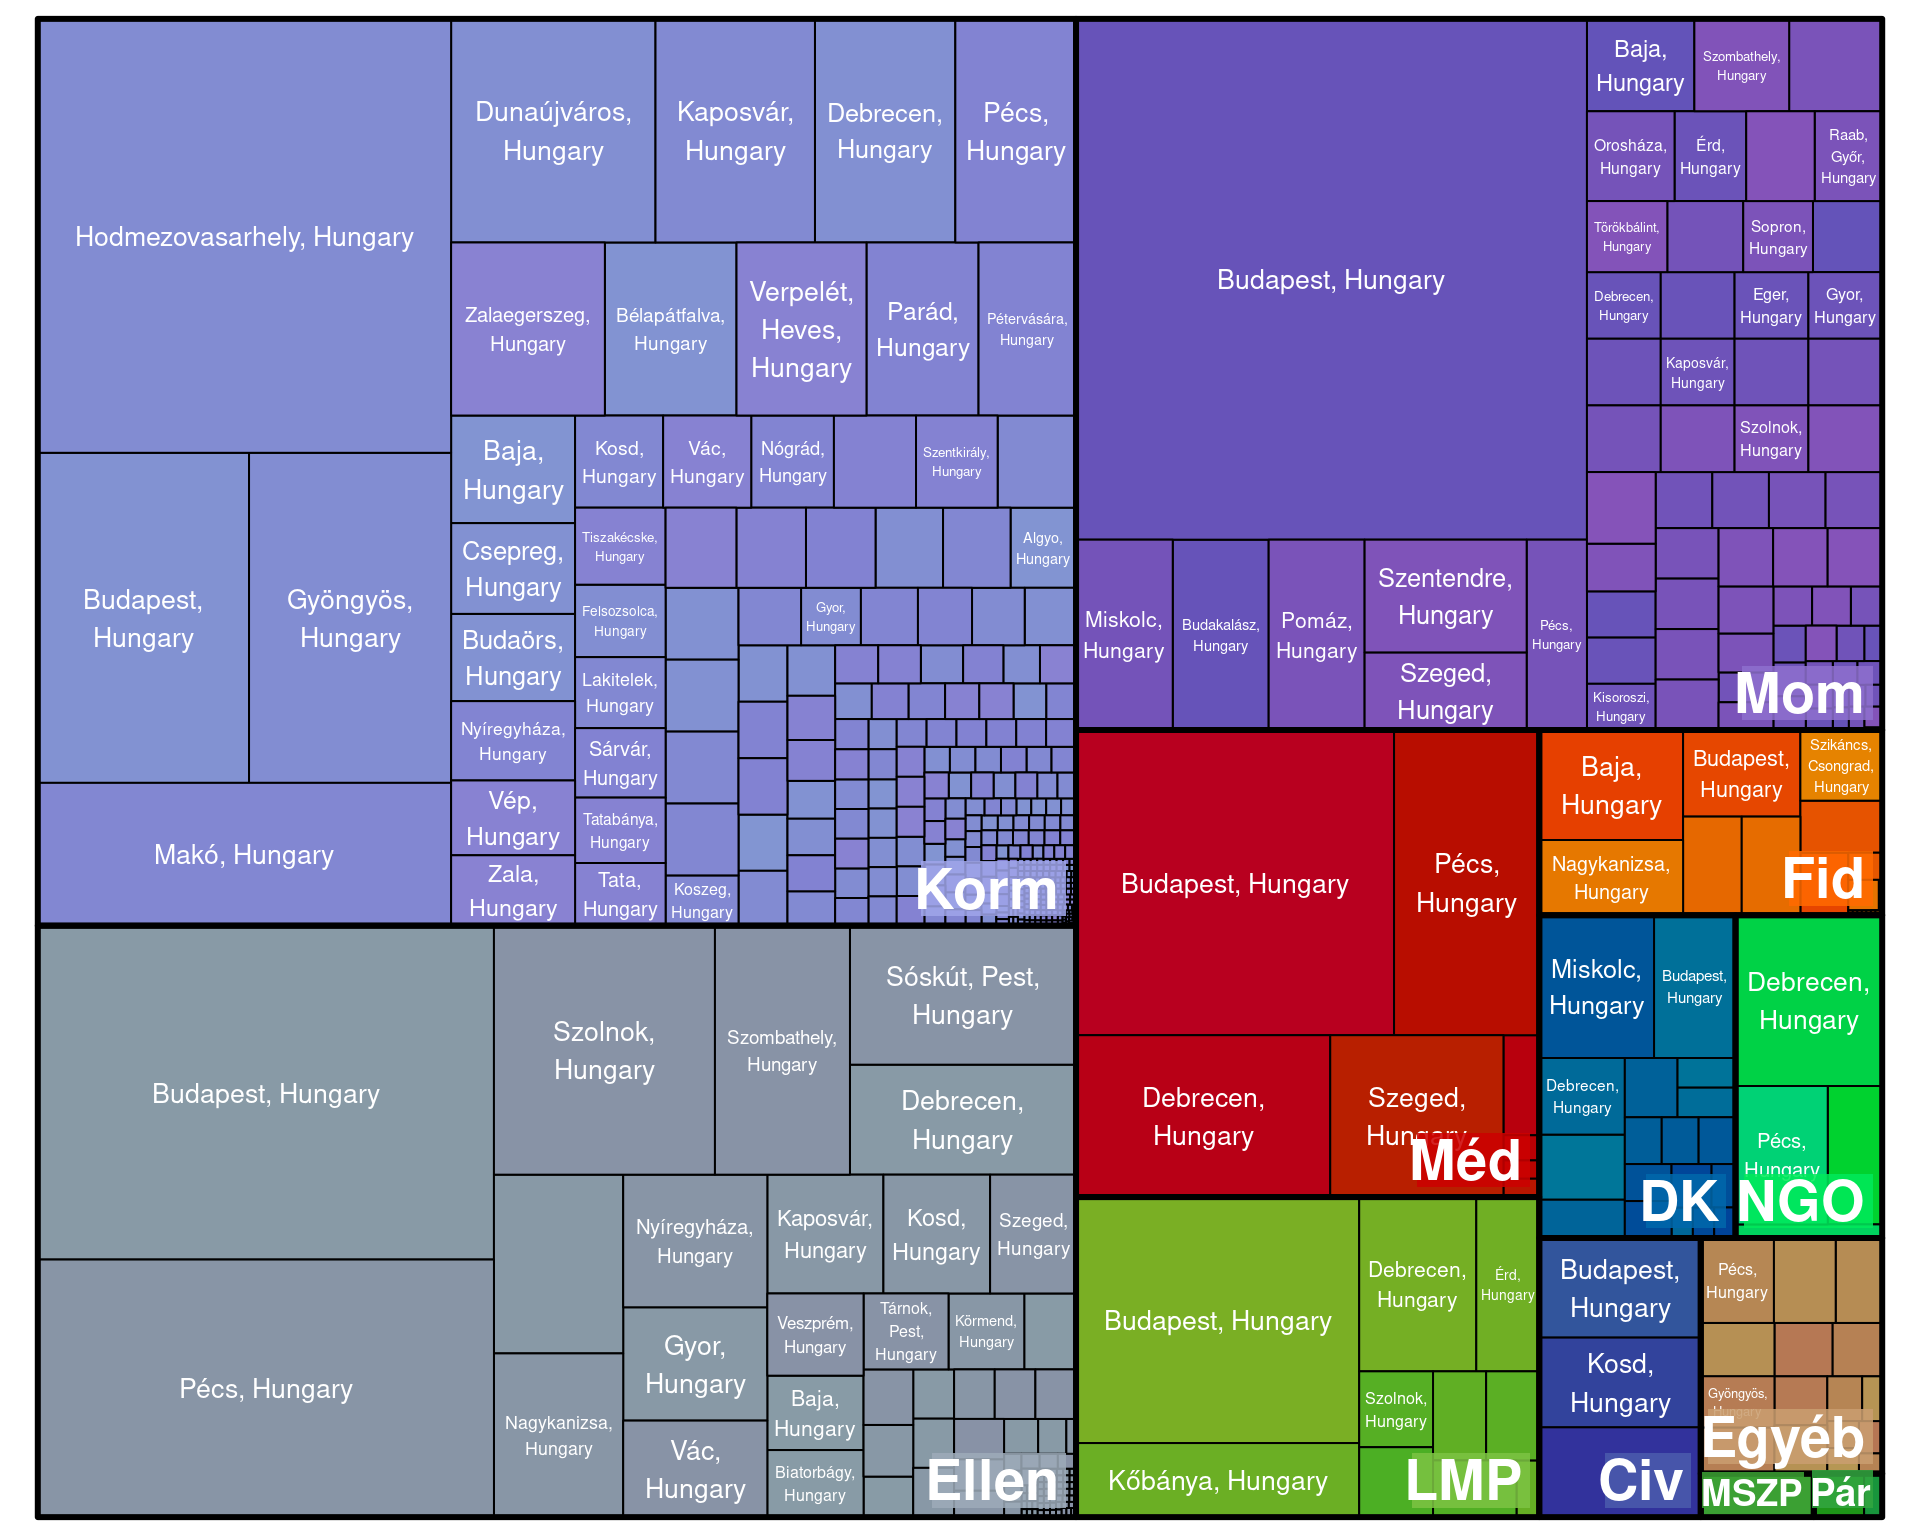 Hodmezovasarhely, Hungary
Dunaújváros,
Hungary
Kaposvár,
Hungary
Debrecen,
Hungary
Pécs,
Hungary
Zalaegerszeg,
Hungary
Bélapátfalva,
Hungary
Verpelét,
Heves,
Hungary
Parád,
Hungary
Pétervására,
Hungary
Budapest,
Hungary
Gyöngyös,
Hungary
Makó, Hungary
Baja,
Hungary
Csepreg,
Hungary
Budaörs,
Hungary
Nyíregyháza,
Hungary
Vép,
Hungary
Zala,
Hungary
Kosd,
Hungary
Vác,
Hungary
Nógrád,
Hungary
Szentkirály,
Hungary
Tiszakécske,
Hungary
Algyo,
Hungary
Felsozsolca,
Hungary
Gyor,
Hungary
Lakitelek,
Hungary
Sárvár,
Hungary
Tatabánya,
Hungary
Tata,
Hungary
Koszeg,
Hungary
Korm
Budapest, Hungary
Baja,
Hungary
Szombathely,
Hungary
Orosháza,
Hungary
Érd,
Hungary
Raab,
Győr,
Hungary
Törökbálint,
Hungary
Sopron,
Hungary
Debrecen,
Hungary
Eger,
Hungary
Gyor,
Hungary
Kaposvár,
Hungary
Szolnok,
Hungary
Miskolc,
Hungary
Budakalász,
Hungary
Pomáz,
Hungary
Szentendre,
Hungary
Szeged,
Hungary
Pécs,
Hungary
Kisoroszi,
Hungary
Mom
Budapest, Hungary
Pécs, Hungary
Szolnok,
Hungary
Szombathely,
Hungary
Sóskút, Pest,
Hungary
Debrecen,
Hungary
Nagykanizsa,
Hungary
Nyíregyháza,
Hungary
Gyor,
Hungary
Vác,
Hungary
Kaposvár,
Hungary
Kosd,
Hungary
Szeged,
Hungary
Veszprém,
Hungary
Tárnok,
Pest,
Hungary
Körmend,
Hungary
Baja,
Hungary
Biatorbágy,
Hungary
Ellen
Budapest, Hungary
Pécs,
Hungary
Debrecen,
Hungary
Szeged,
Hungary
Méd
Budapest, Hungary
Kőbánya, Hungary
Debrecen,
Hungary
Érd,
Hungary
Szolnok,
Hungary
LMP
Baja,
Hungary
Budapest,
Hungary
Szikáncs,
Csongrad,
Hungary
Nagykanizsa,
Hungary
Fid
Miskolc,
Hungary
Budapest,
Hungary
Debrecen,
Hungary
DK
Debrecen,
Hungary
Pécs,
Hungary
NGO
Budapest,
Hungary
Kosd,
Hungary
Civ
Pécs,
Hungary
Gyöngyös,
Hungary
Egyéb
MSZP
Pár